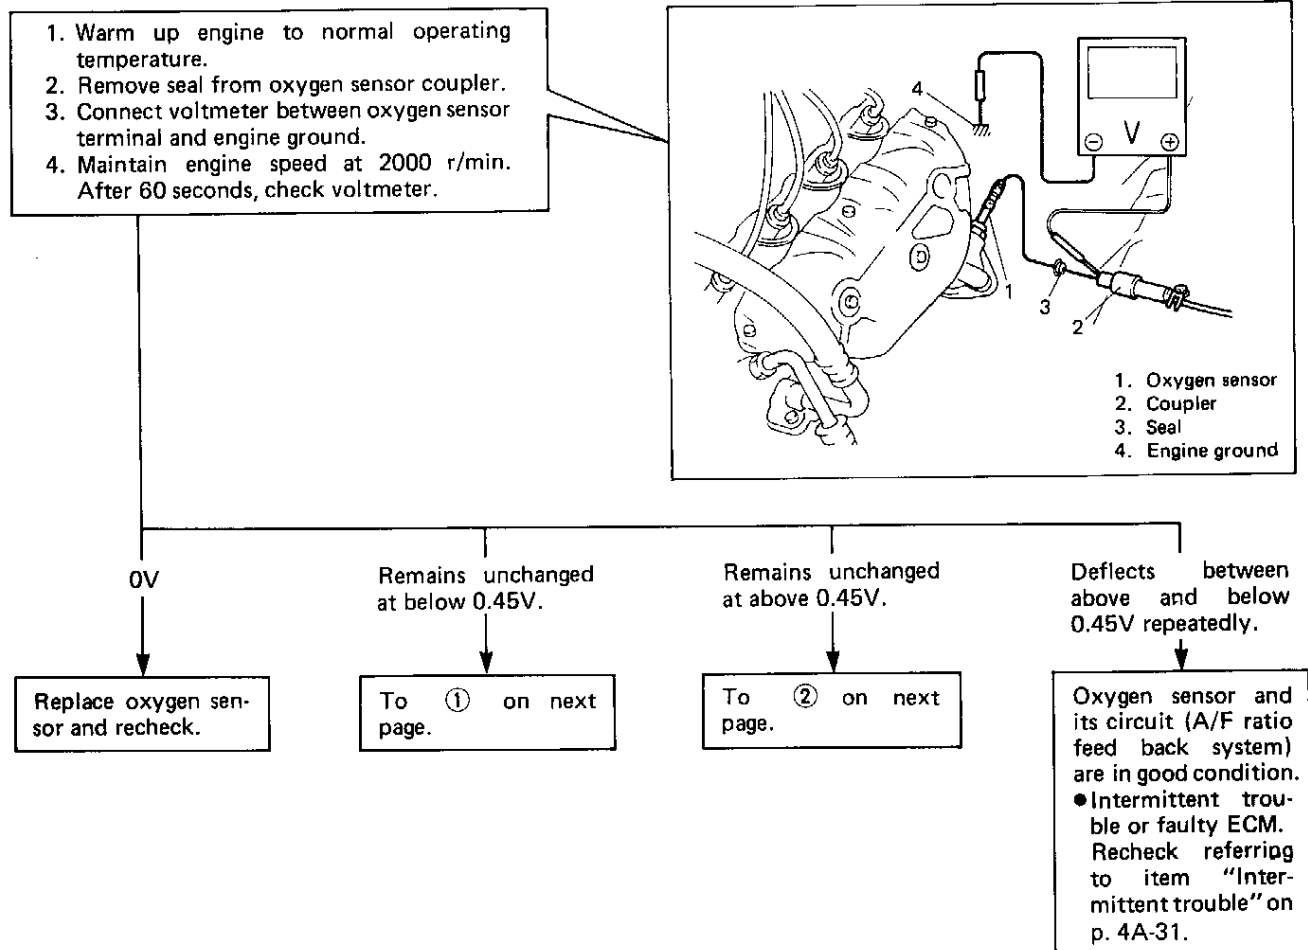 1. Warm up engine to normal operating
temperature.
2. Remove seal from oxygen sensor coupler.
3. Connect voltmeter between oxygen sensor
terminal and engine ground.
4. Maintain engine speed at 2000 r/min.
After 60 seconds, check voltmeter.
4
⊖ V ⊕
1
3
2
1. Oxygen sensor
2. Coupler
3. Seal
4. Engine ground
0V
Remains unchanged
at below 0.45V.
Remains unchanged
at above 0.45V.
Deflects between
above and below
0.45V repeatedly.
Replace oxygen sen-
sor and recheck.
To ① on next
page.
To ② on next
page.
Oxygen sensor and
its circuit (A/F ratio
feed back system)
are in good condition.
●Intermittent trou-
ble or faulty ECM.
Recheck referring
to item "Inter-
mittent trouble" on
p. 4A-31.